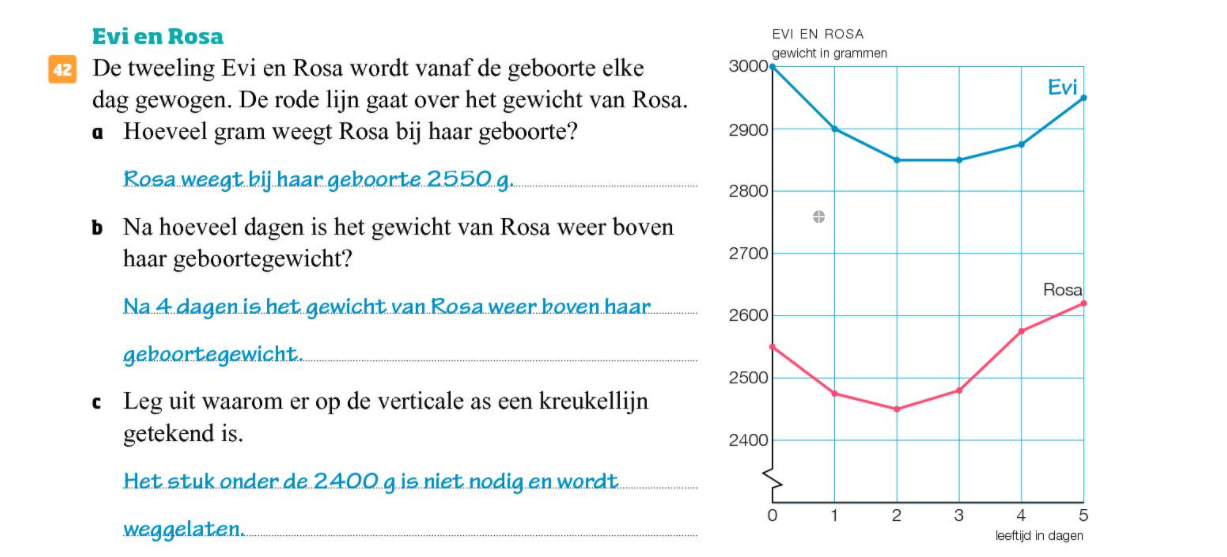 Evi en Rosa
42 De tweeling Evi en Rosa wordt vanaf de geboorte elke
dag gewogen. De rode lijn gaat over het gewicht van Rosa.
a Hoeveel gram weegt Rosa bij haar geboorte?
Rosa weegt bij haar geboorte 2550 g.
b Na hoeveel dagen is het gewicht van Rosa weer boven
haar geboortegewicht?
Na 4 dagen is het gewicht van Rosa weer boven haar
geboortegewicht.
c Leg uit waarom er op de verticale as een kreukellijn
getekend is.
Het stuk onder de 2400 g is niet nodig en wordt
weggelaten.
EVI EN ROSA
gewicht in grammen
3000
Evi
2900
2800
2700
Rosa
2600
2500
2400
0 1 2 3 4 5
leeftijd in dagen